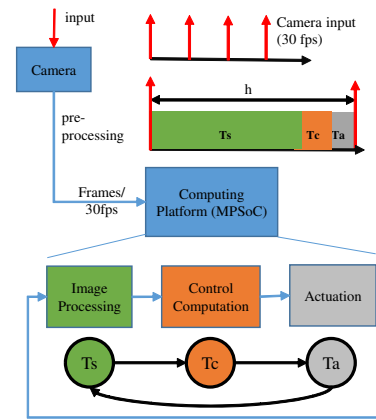 input
Camera input
(30 fps)
Camera
h
pre-
processing
Ts
Tc
Ta
Frames/
30fps
Computing
Platform (MPSoC)
Image
Processing
Control
Computation
Actuation
Ts
Tc
Ta